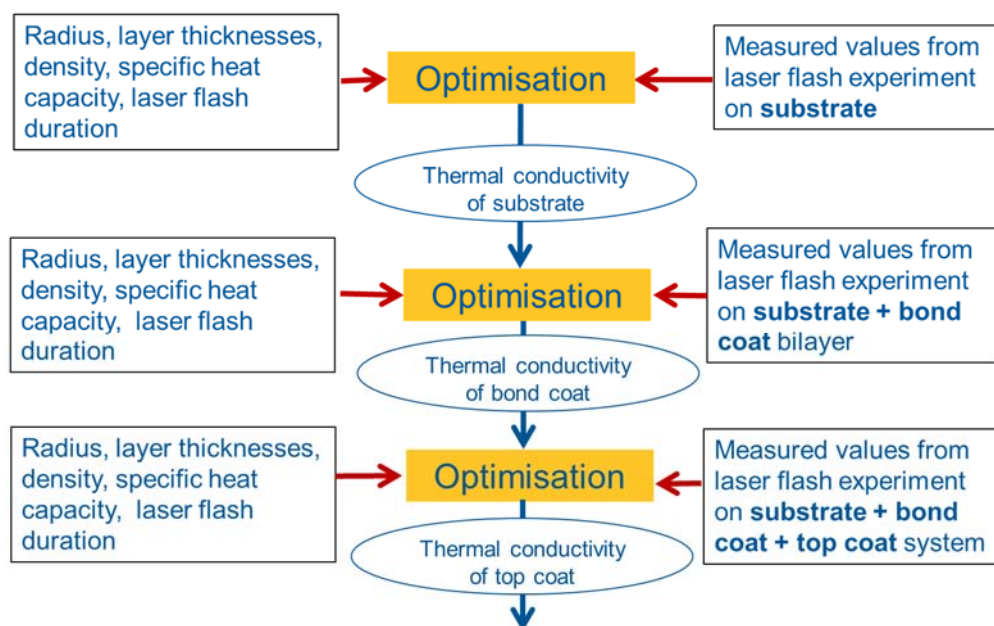 Radius, layer thicknesses,
density, specific heat
capacity, laser flash
duration
Optimisation
Measured values from
laser flash experiment
on substrate
Thermal conductivity
of substrate
Radius, layer thicknesses,
density, specific heat
capacity, laser flash
duration
Optimisation
Measured values from
laser flash experiment
on substrate + bond
coat bilayer
Thermal conductivity
of bond coat
Radius, layer thicknesses,
density, specific heat
capacity, laser flash
duration
Optimisation
Measured values from
laser flash experiment
on substrate + bond
coat + top coat system
Thermal conductivity
of top coat